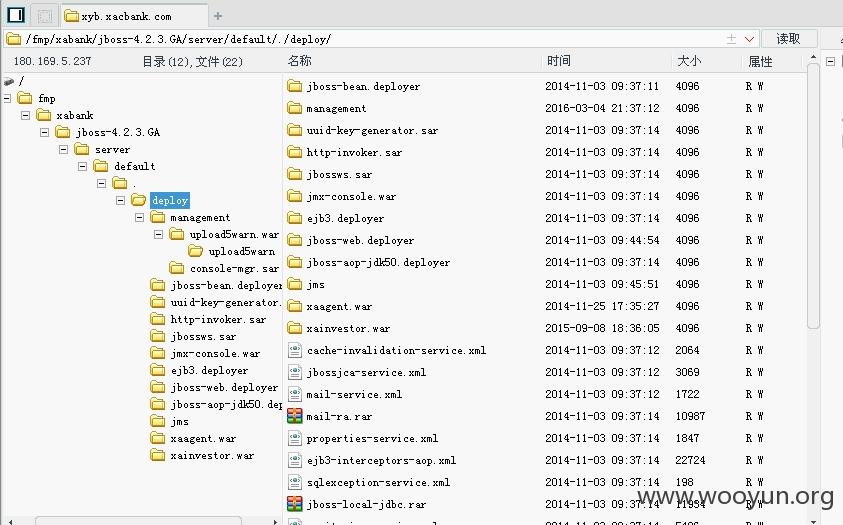 xyb.xacbank.com
/fmp/xabank/jboss-4.2.3.GA/server/default/./deploy/ 读取
180.169.5.237 目录(12),文件(22) 名称 时间 大小 属性
/
fmp
xabank
jboss-4.2.3.GA
server
default
.
deploy
management
upload5warn.war
upload5warn
console-mgr.sar
jboss-bean.deployer
uuid-key-generator.
http-invoker.sar
jbossws.sar
jmx-console.war
ejb3.deployer
jboss-web.deployer
jboss-aop-jdk50.dep
jms
xaagent.war
xainvestor.war
jboss-bean.deployer 2014-11-03 09:37:11 4096 R W
management 2016-03-04 21:37:12 4096 R W
uuid-key-generator.sar 2014-11-03 09:37:14 4096 R W
http-invoker.sar 2014-11-03 09:37:14 4096 R W
jbossws.sar 2014-11-03 09:37:14 4096 R W
jmx-console.war 2014-11-03 09:37:14 4096 R W
ejb3.deployer 2014-11-03 09:37:14 4096 R W
jboss-web.deployer 2014-11-03 09:44:54 4096 R W
jboss-aop-jdk50.deployer 2014-11-03 09:37:14 4096 R W
jms 2014-11-03 09:45:51 4096 R W
xaagent.war 2014-11-25 17:35:27 4096 R W
xainvestor.war 2015-09-08 18:36:05 4096 R W
cache-invalidation-service.xml 2014-11-03 09:37:12 2064 R W
jbossjca-service.xml 2014-11-03 09:37:12 3069 R W
mail-service.xml 2014-11-03 09:37:12 1722 R W
mail-ra.rar 2014-11-03 09:37:14 10987 R W
properties-service.xml 2014-11-03 09:37:14 1847 R W
ejb3-interceptors-aop.xml 2014-11-03 09:37:14 22724 R W
sqlexception-service.xml 2014-11-03 09:37:14 198 R W
jboss-local-jdbc.rar 2014-11-03 09:37:14 R W
www.wooyun.org